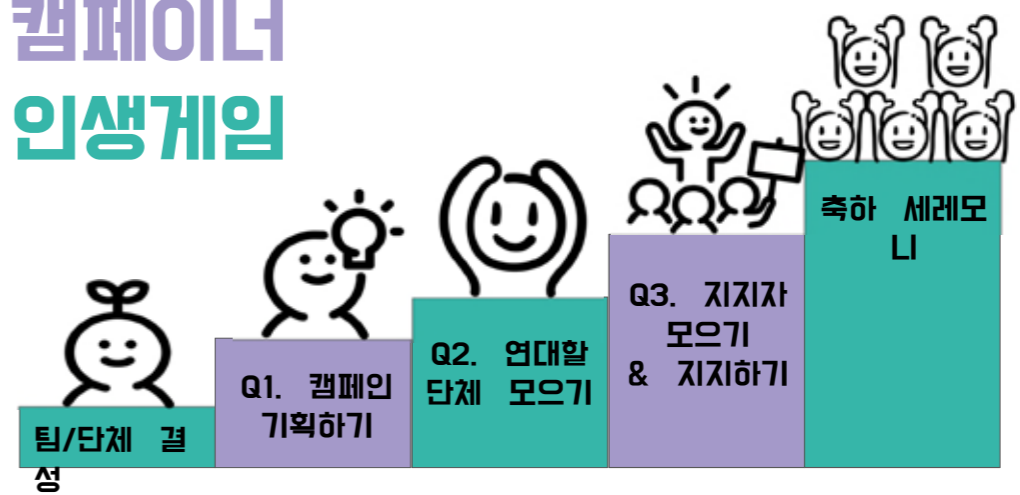 캠페이너
인생게임
팀/단체 결
성
Q1. 캠페인
기획하기
Q2. 연대할
단체 모으기
Q3. 지지자
모으기
& 지지하기
축하 세레모
니